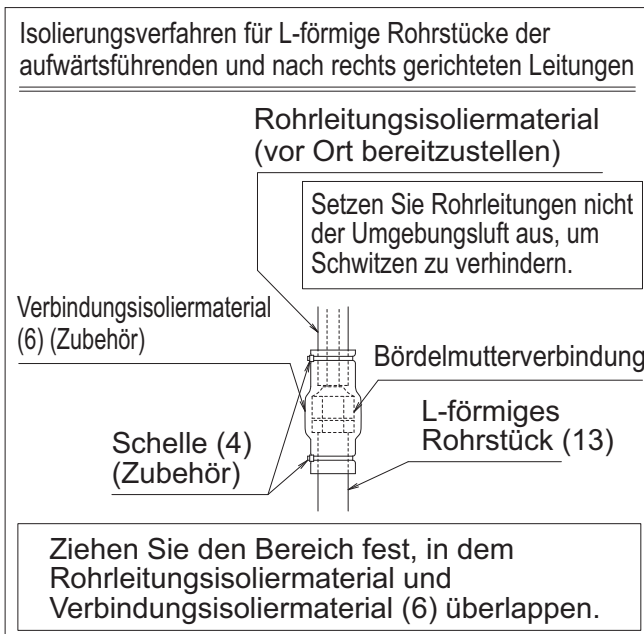 Isolierungsverfahren für L-förmige Rohrstücke der
aufwärtsführenden und nach rechts gerichteten Leitungen
Rohrleitungsisoliermaterial
(vor Ort bereitzustellen)
Setzen Sie Rohrleitungen nicht
der Umgebungsluft aus, um
Schwitzen zu verhindern.
Verbindungsisoliermaterial
(6) (Zubehör)
Bördelmutterverbindung
L-förmiges
Rohrstück (13)
Schelle (4)
(Zubehör)
Ziehen Sie den Bereich fest, in dem
Rohrleitungsisoliermaterial und
Verbindungsisoliermaterial (6) überlappen.